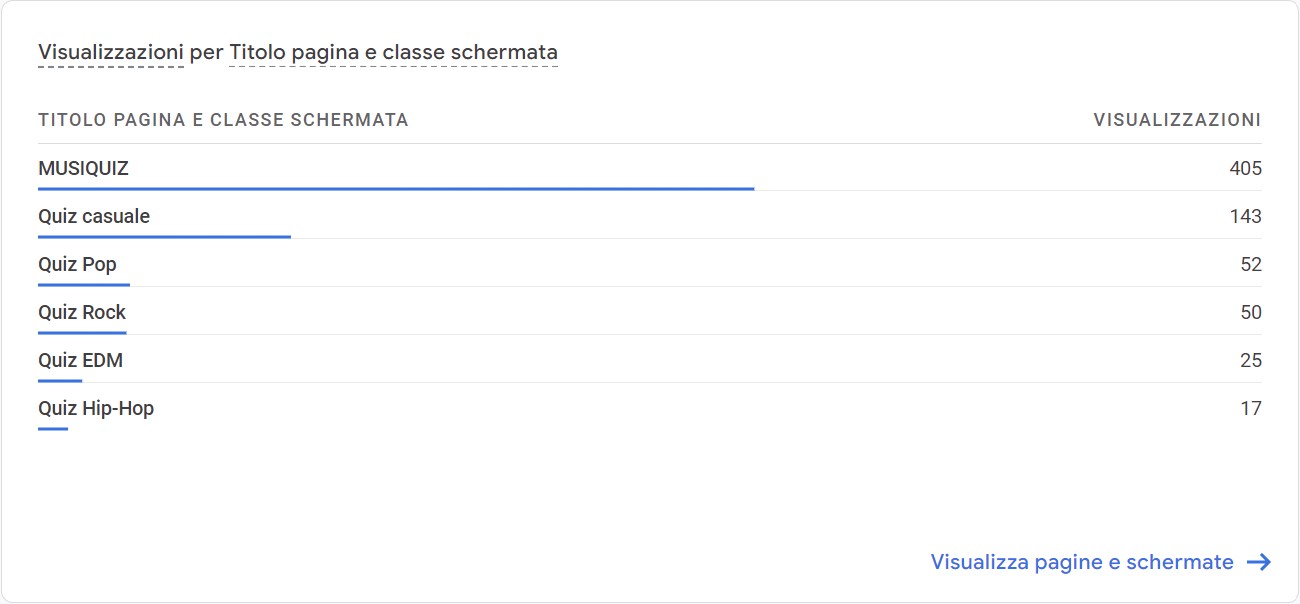 Visualizzazioni per Titolo pagina e classe schermata
TITOLO PAGINA E CLASSE SCHERMATA VISUALIZZAZIONI
MUSIQUIZ 405
Quiz casuale 143
Quiz Pop 52
Quiz Rock 50
Quiz EDM 25
Quiz Hip-Hop 17
Visualizza pagine e schermate →